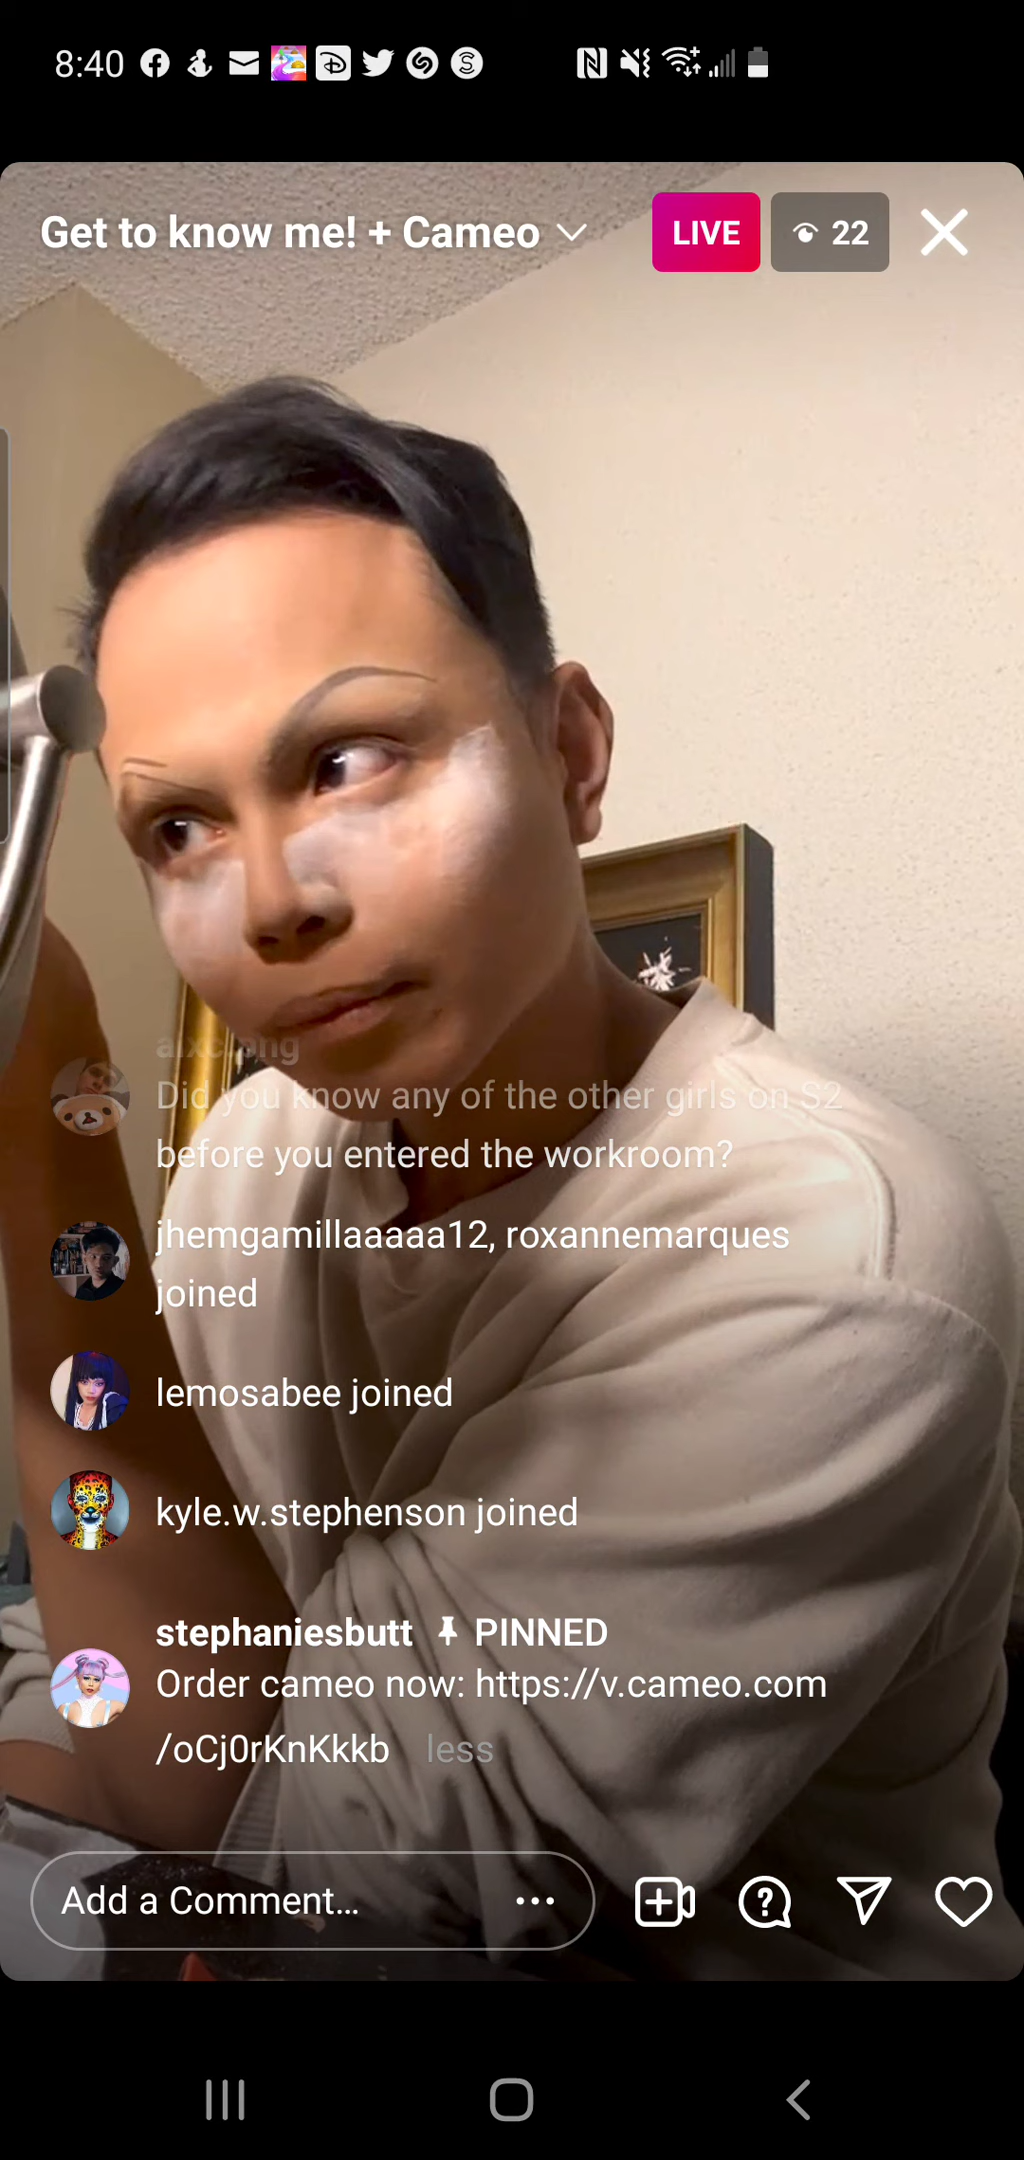 8:40
Get to know me! + Cameo
LIVE
22
Did you know any of the other girls on S2
before you entered the workroom?
jhemgamillaaaaa12, roxannemarques
joined
lemosabee joined
kyle.w.stephenson joined
stephaniesbutt PINNED
Order cameo now: https://v.cameo.com
/oCj0rKnKkkb less
Add a Comment...